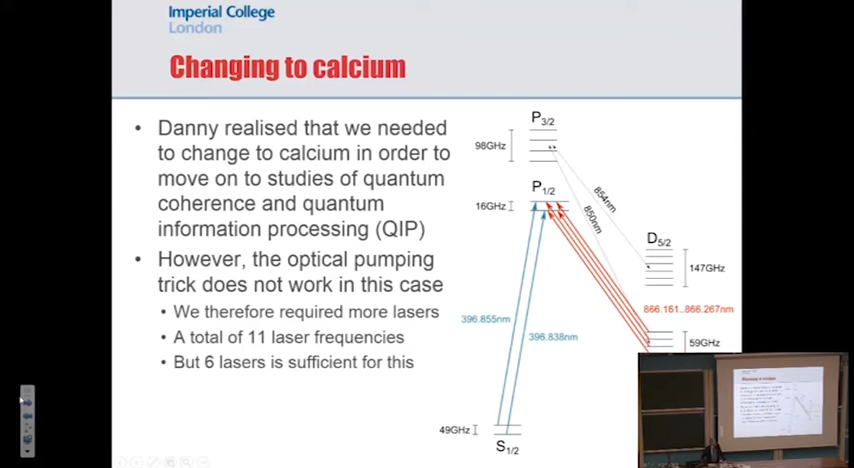 Imperial College
London
Changing to calcium
• Danny realised that we needed
to change to calcium in order to
move on to studies of quantum
coherence and quantum
information processing (QIP)
• However, the optical pumping
trick does not work in this case
• We therefore required more lasers
• A total of 11 laser frequencies
• But 6 lasers is sufficient for this
P3/2
98GHz
P1/2
16GHz
854nm
850nm
D5/2
147GHz
866.161..866.267nm
396.855nm
396.838nm
59GHz
49GHz
S1/2
Changing to calcium